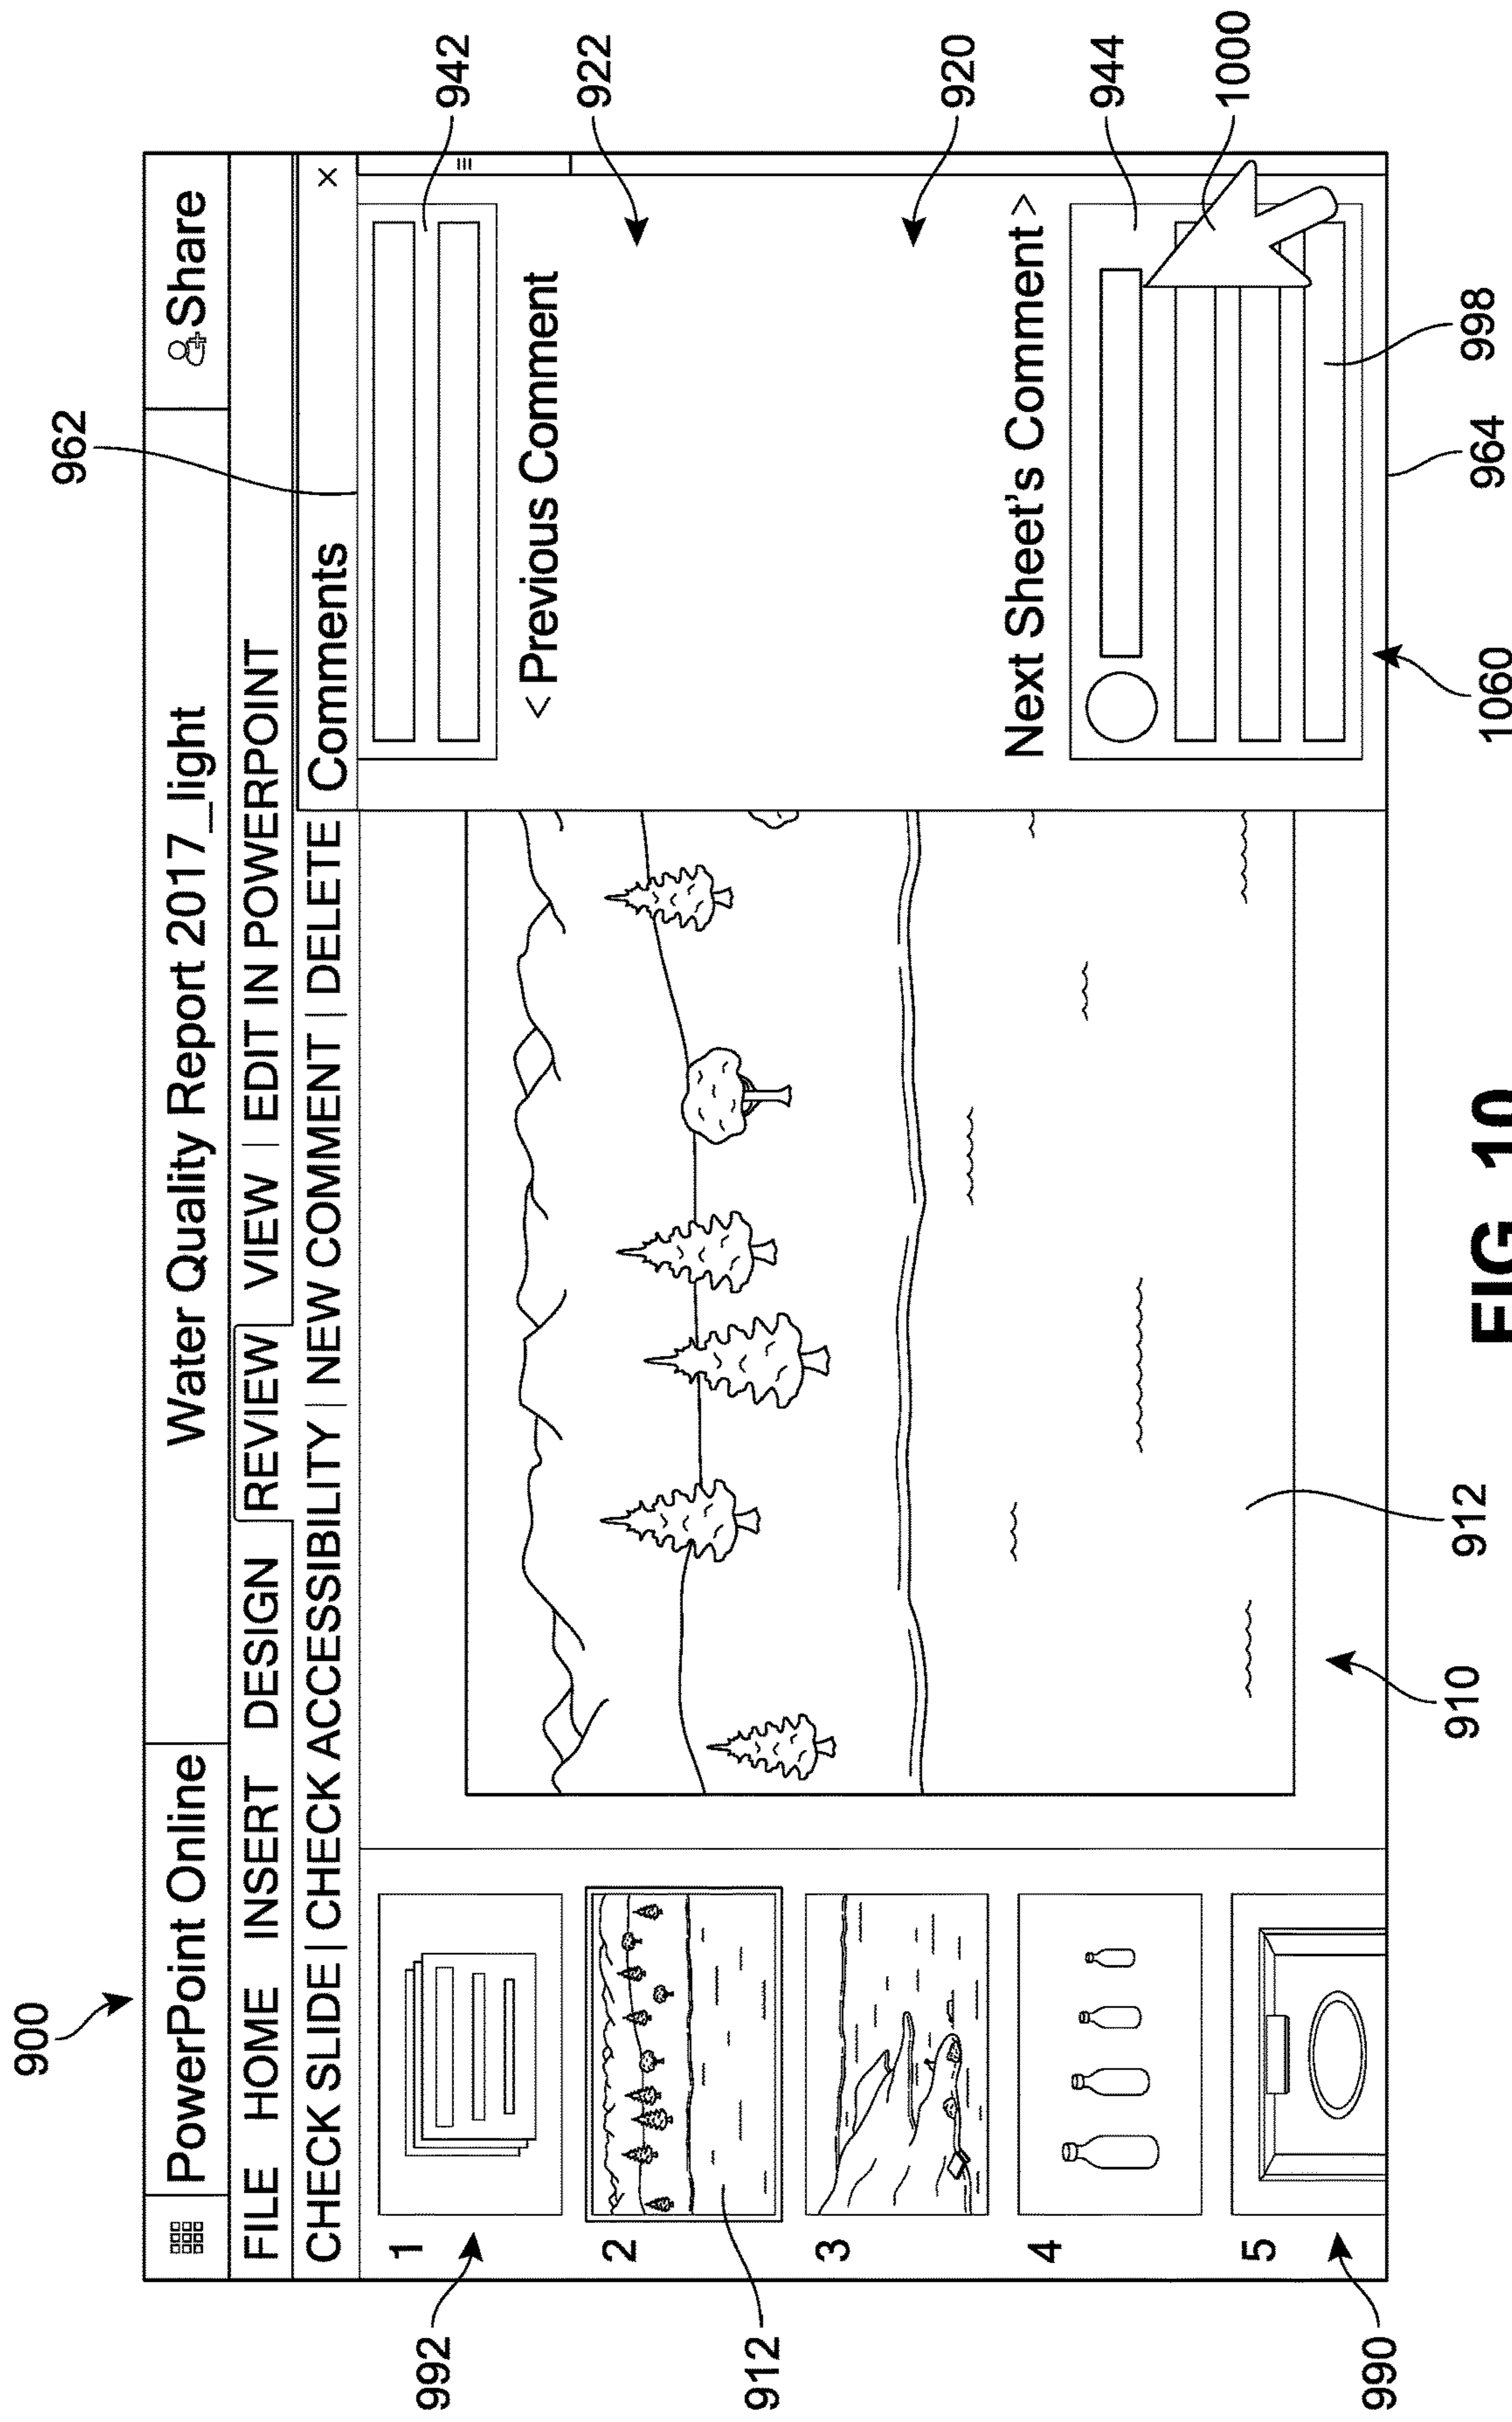 900
962
942
922
920
944
1000
PowerPoint Online
Water Quality Report 2017_light
Share
FILE HOME INSERT DESIGN REVIEW VIEW | EDIT IN POWERPOINT
CHECK SLIDE | CHECK ACCESSIBILITY | NEW COMMENT | DELETE
Comments ×
992
1
< Previous Comment
912
2
3
4
Next Sheet's Comment >
990
5
910
912
1060
964
998
FIG. 10